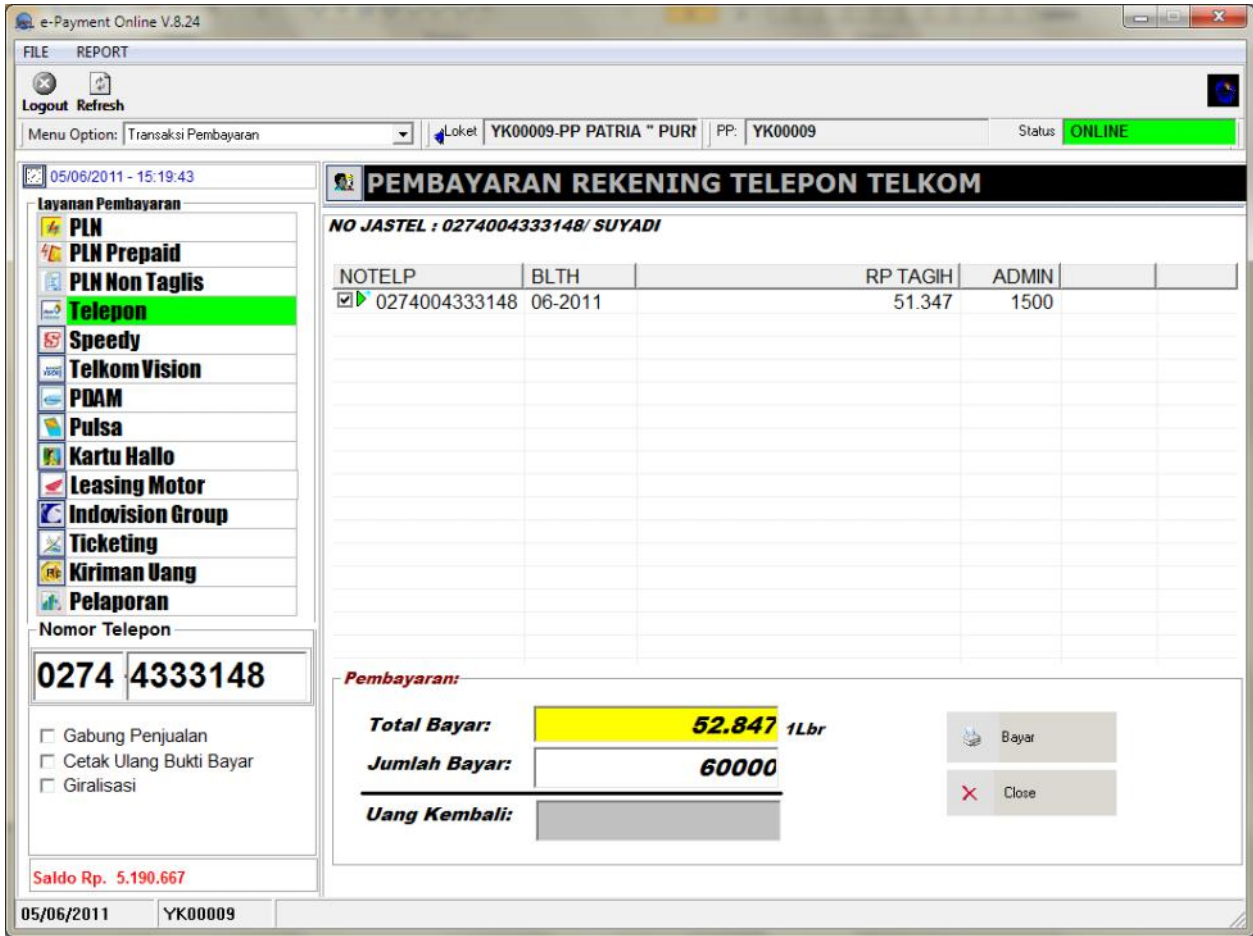 e-Payment Online V.8.24
FILE REPORT
Logout Refresh
Menu Option: Transaksi Pembayaran Loket YK00009-PP PATRIA " PURI PP: YK00009 Status ONLINE
05/06/2011 - 15:19:43
PEMBAYARAN REKENING TELEPON TELKOM
Layanan Pembayaran
PLN
PLN Prepaid
PLN Non Taglis
Telepon
Speedy
Telkom Vision
PDAM
Pulsa
Kartu Hallo
Leasing Motor
Indovision Group
Ticketing
Kiriman Uang
Pelaporan
NO JASTEL : 0274004333148/ SUYADI
NOTELP BLTH RP TAGIH ADMIN
0274004333148 06-2011 51.347 1500
Nomor Telepon
0274 4333148
Gabung Penjualan
Cetak Ulang Bukti Bayar
Giralisasi
Pembayaran:
Total Bayar: 52.847 1Lbr
Jumlah Bayar: 60000
Uang Kembali:
Bayar
Close
Saldo Rp. 5.190.667
05/06/2011 YK00009